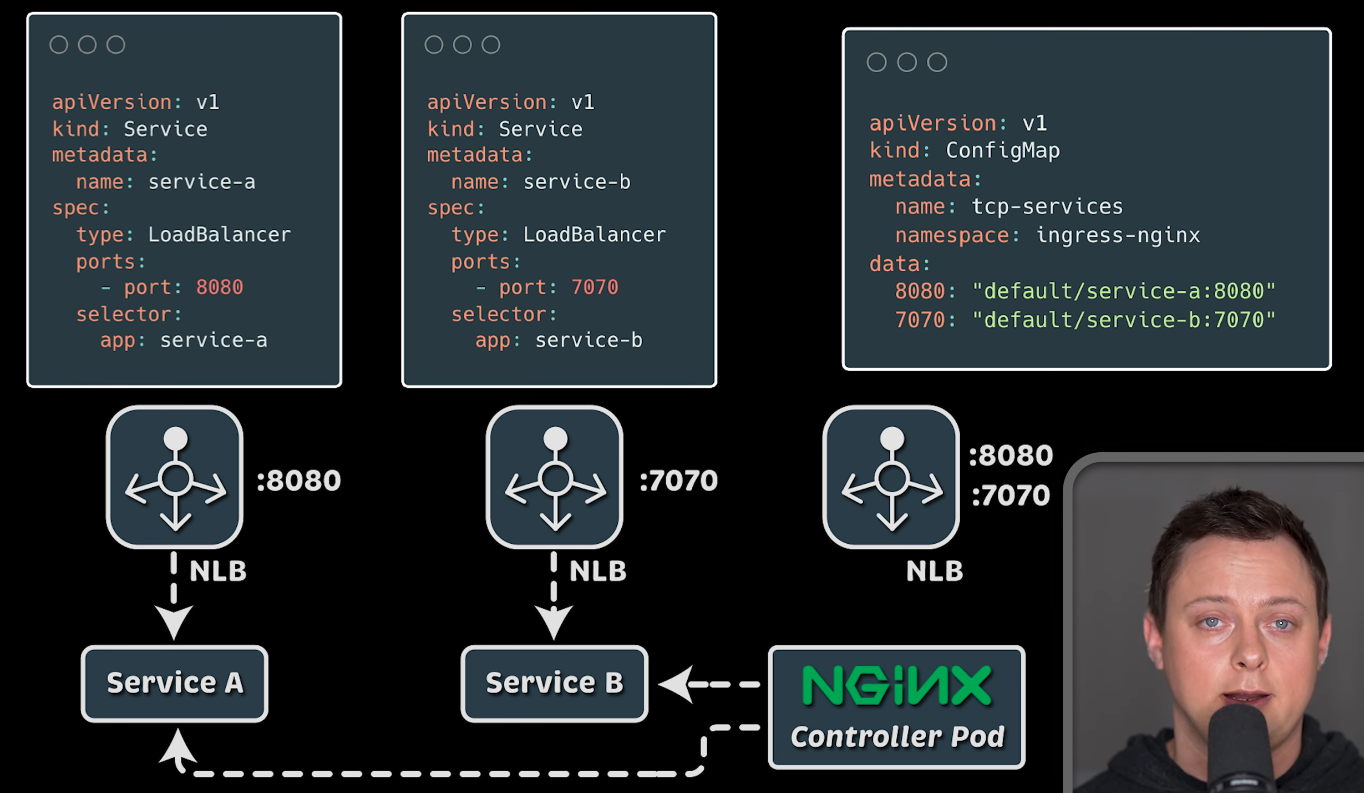 apiVersion: v1
kind: Service
metadata:
  name: service-a
spec:
  type: LoadBalancer
  ports:
    - port: 8080
  selector:
    app: service-a
apiVersion: v1
kind: Service
metadata:
  name: service-b
spec:
  type: LoadBalancer
  ports:
    - port: 7070
  selector:
    app: service-b
apiVersion: v1
kind: ConfigMap
metadata:
  name: tcp-services
  namespace: ingress-nginx
data:
  8080: "default/service-a:8080"
  7070: "default/service-b:7070"
:8080
NLB
:7070
NLB
:8080
:7070
NLB
Service A
Service B
NGINX
Controller Pod